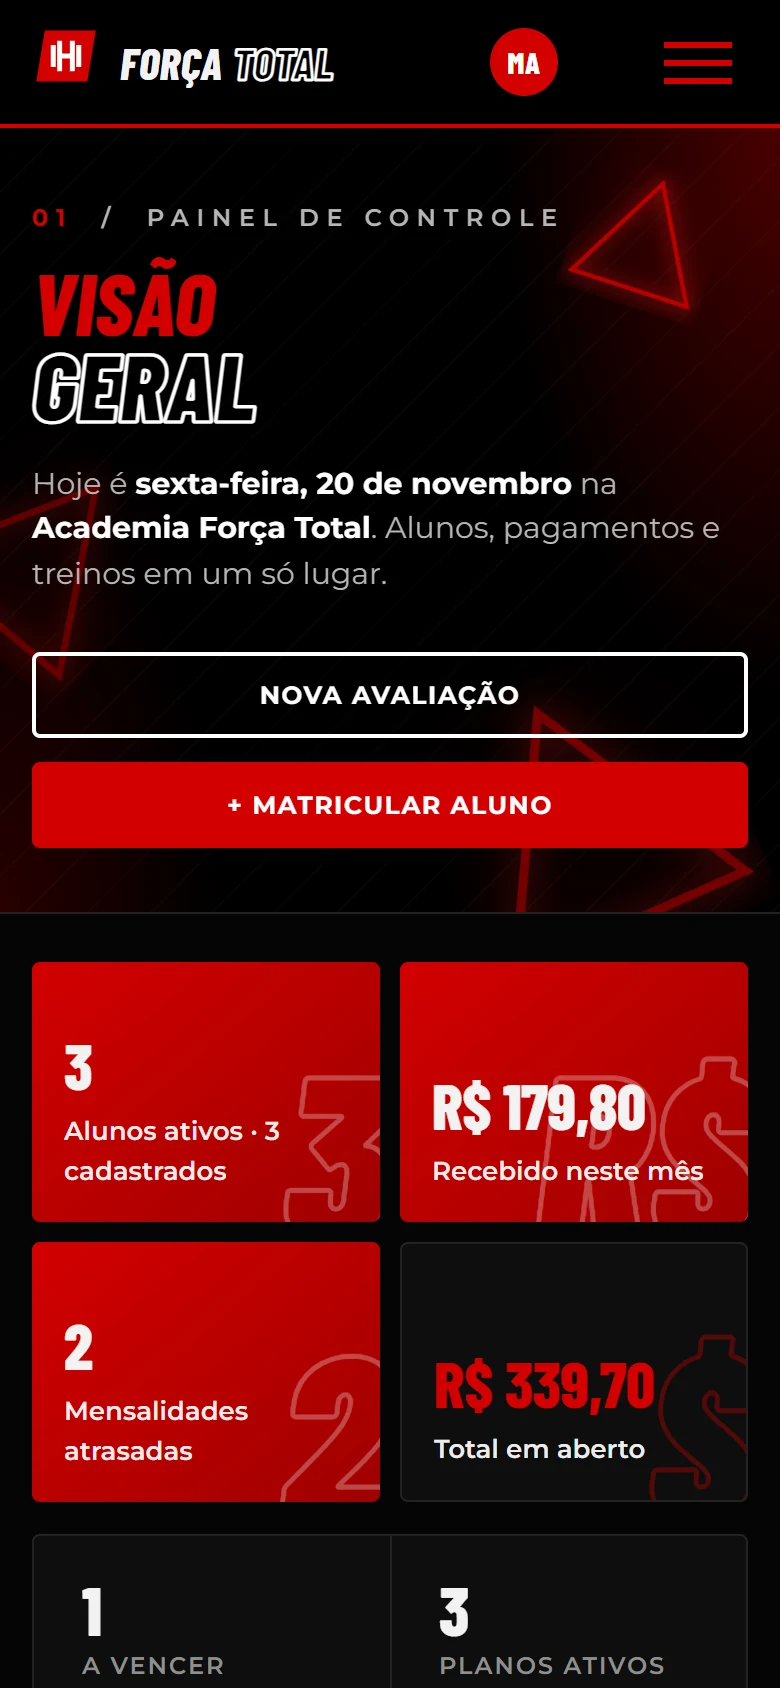 FORÇA TOTAL
MA
01 / PAINEL DE CONTROLE
VISÃO
GERAL
Hoje é sexta-feira, 20 de novembro na
Academia Força Total. Alunos, pagamentos e
treinos em um só lugar.
NOVA AVALIAÇÃO
+ MATRICULAR ALUNO
3
Alunos ativos · 3
cadastrados
3
R$ 179,80
Recebido neste mês
R$
2
Mensalidades
atrasadas
2
R$ 339,70
Total em aberto
$
1
A VENCER
3
PLANOS ATIVOS